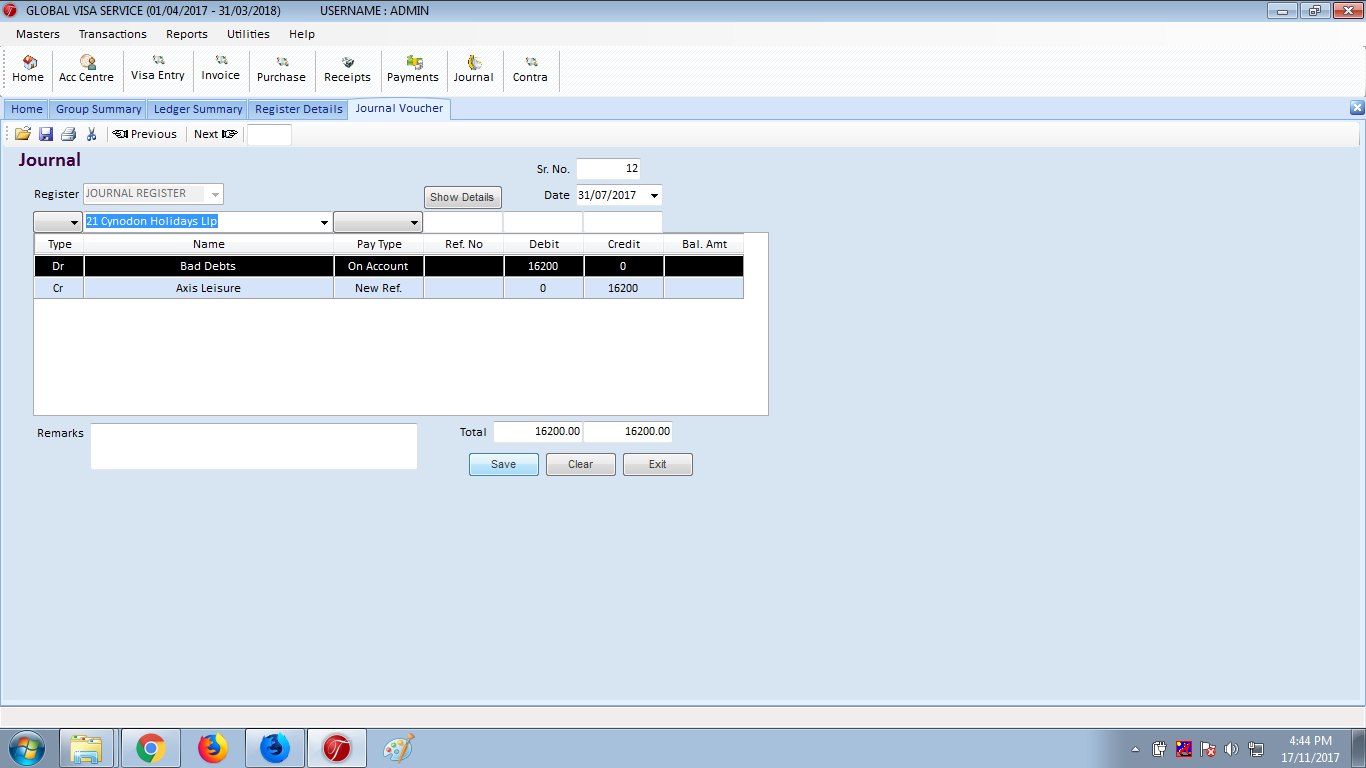 GLOBAL VISA SERVICE (01/04/2017 - 31/03/2018) USERNAME : ADMIN
Masters Transactions Reports Utilities Help
Home Acc Centre Visa Entry Invoice Purchase Receipts Payments Journal Contra
Home Group Summary Ledger Summary Register Details Journal Voucher
Previous Next
Journal
Sr. No. 12
Register JOURNAL REGISTER Show Details Date 31/07/2017
21 Cynodon Holidays Llp
Type Name Pay Type Ref. No Debit Credit Bal. Amt
Dr Bad Debts On Account 16200 0
Cr Axis Leisure New Ref. 0 16200
Remarks Total 16200.00 16200.00
Save Clear Exit
4:44 PM
17/11/2017